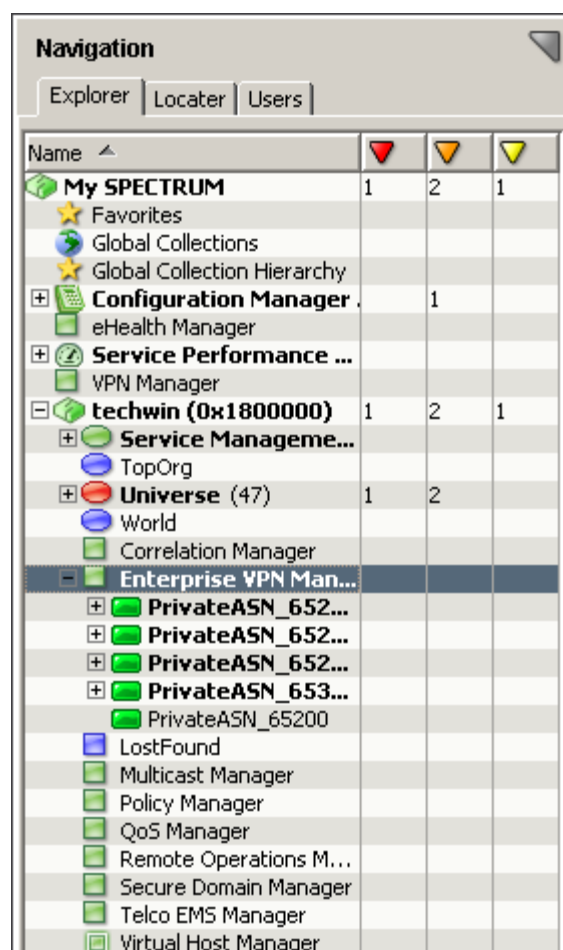 Navigation
Explorer Locater Users
Name
My SPECTRUM 1 2 1
Favorites
Global Collections
Global Collection Hierarchy
Configuration Manager . 1
eHealth Manager
Service Performance ...
VPN Manager
techwin (0x1800000) 1 2 1
Service Manageme...
TopOrg
Universe (47) 1 2
World
Correlation Manager
Enterprise VPN Man...
PrivateASN_652...
PrivateASN_652...
PrivateASN_652...
PrivateASN_653...
PrivateASN_65200
LostFound
Multicast Manager
Policy Manager
QoS Manager
Remote Operations M...
Secure Domain Manager
Telco EMS Manager
Virtual Host Manager